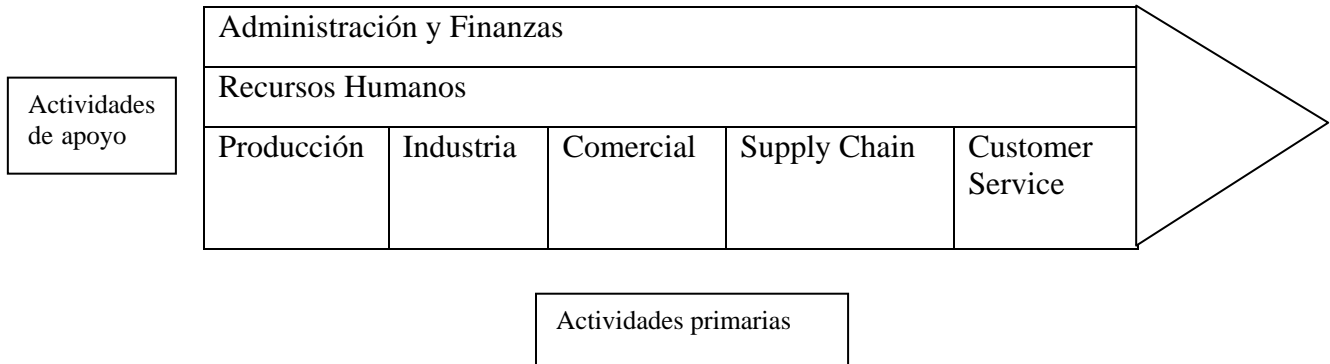 Administración y Finanzas
Recursos Humanos
Actividades
de apoyo
Producción
Industria
Comercial
Supply Chain
Customer
Service
Actividades primarias